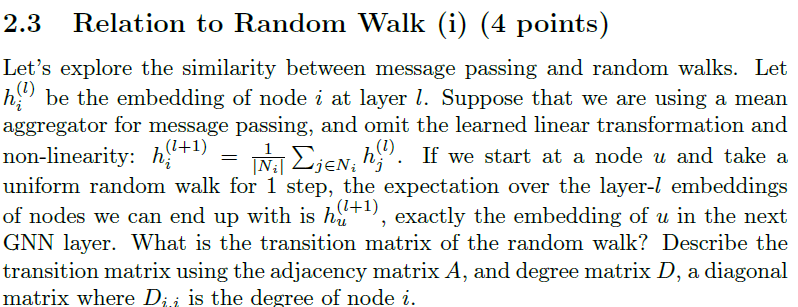 2.3 Relation to Random Walk (i) (4 points)
Let's explore the similarity between message passing and random walks. Let
$h_i^{(l)}$ be the embedding of node $i$ at layer $l$. Suppose that we are using a mean
aggregator for message passing, and omit the learned linear transformation and
non-linearity: $h_i^{(l+1)} = \frac{1}{|N_i|} \sum_{j \in N_i} h_j^{(l)}$. If we start at a node $u$ and take a
uniform random walk for 1 step, the expectation over the layer-$l$ embeddings
of nodes we can end up with is $h_u^{(l+1)}$, exactly the embedding of $u$ in the next
GNN layer. What is the transition matrix of the random walk? Describe the
transition matrix using the adjacency matrix $A$, and degree matrix $D$, a diagonal
matrix where $D_{i,i}$ is the degree of node $i$.